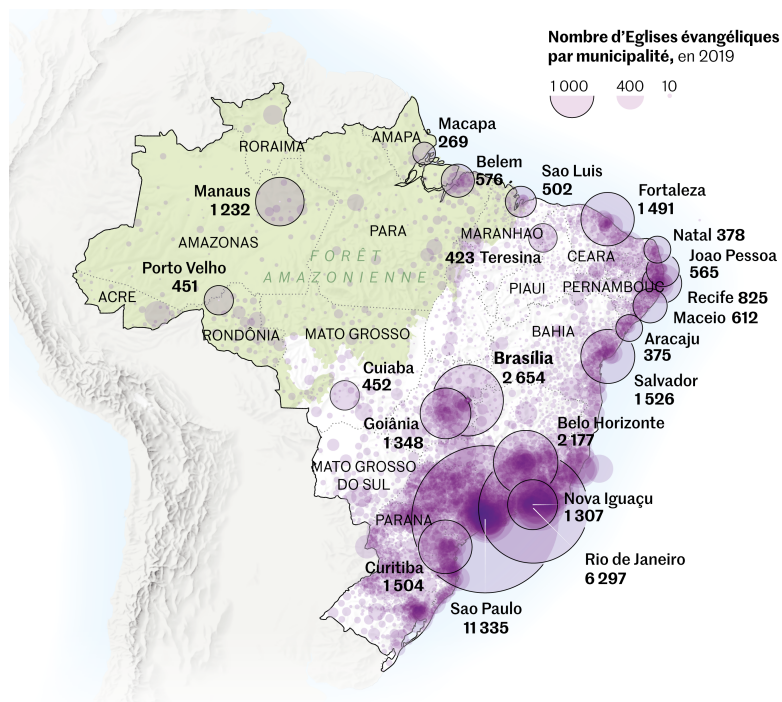 Nombre d'Eglises évangéliques
par municipalité, en 2019
1 000 400 10
Macapa
269
AMAPA
RORAIMA
Belem
576
Sao Luis
502
Fortaleza
1 491
Manaus
1 232
PARA
MARANHAO
Natal 378
AMAZONAS
FORÊT
AMAZONIENNE
423 Teresina
CEARA
Joao Pessoa
565
Porto Velho
451
PIAUI
PERNAMBOUC
ACRE
Recife 825
Maceio 612
RONDÔNIA
MATO GROSSO
BAHIA
Aracaju
375
Cuiaba
452
Brasília
2 654
Salvador
1 526
Goiânia
1 348
Belo Horizonte
2 177
MATO GROSSO
DO SUL
Nova Iguaçu
1 307
PARANA
Rio de Janeiro
6 297
Curitiba
1 504
Sao Paulo
11 335